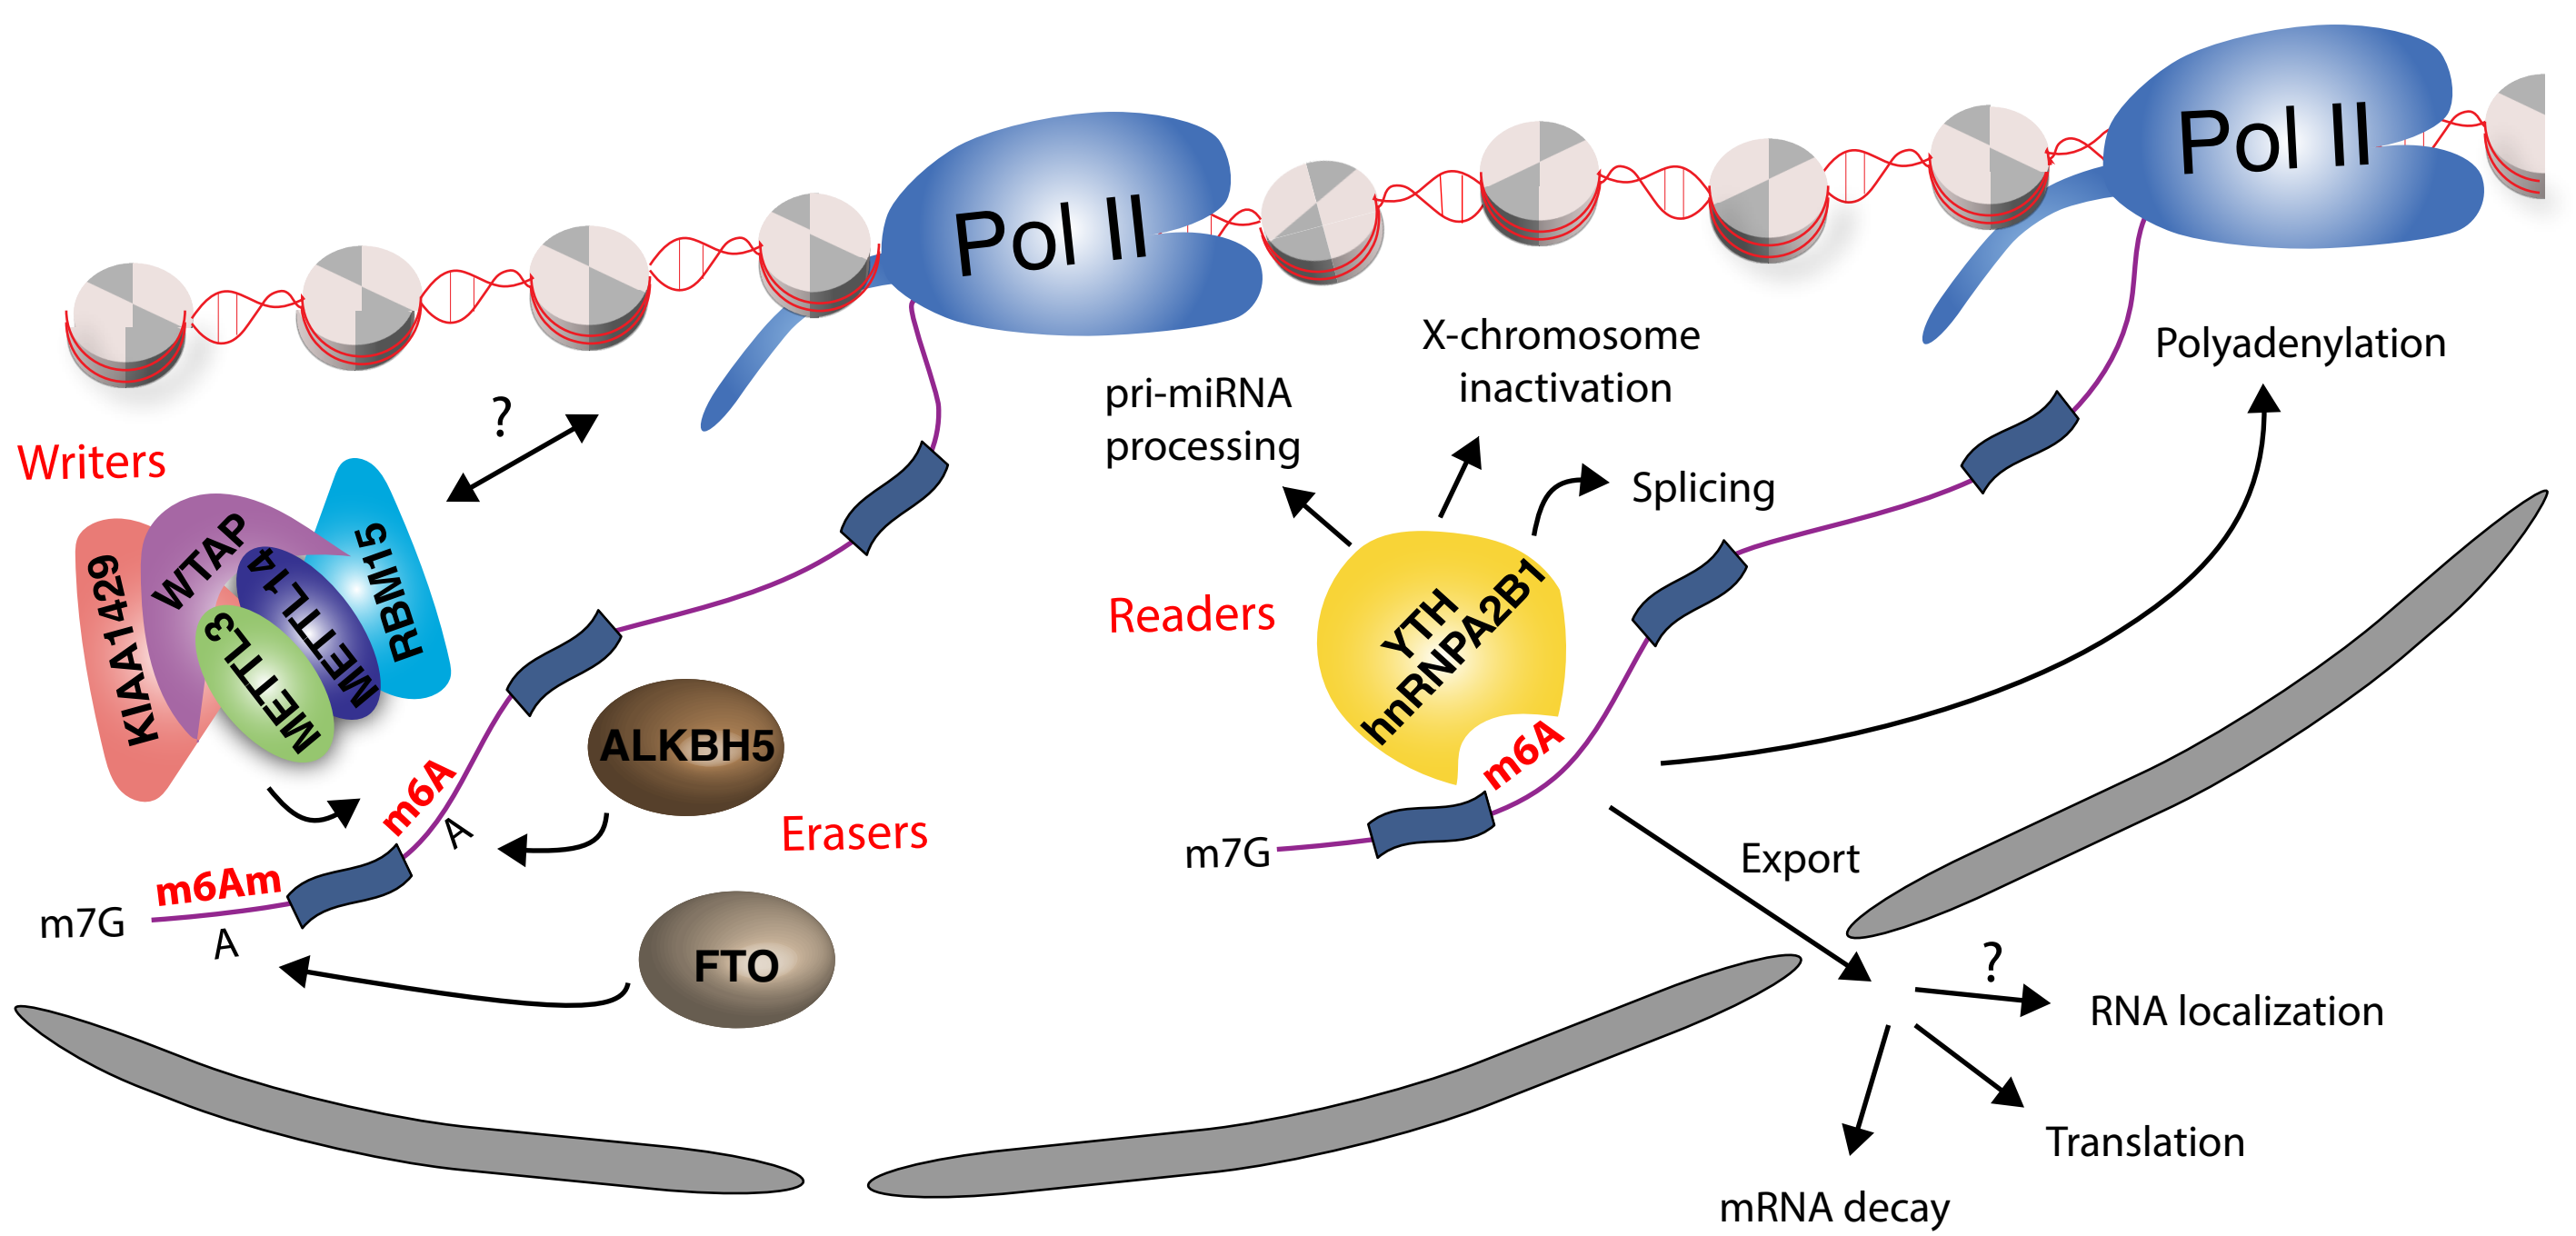 Pol II
Pol II
?
Writers
KIAA1429
WTAP
METTL3
METTL14
RBM15
m6A
A
ALKBH5
Erasers
m6Am
m7G
A
FTO
pri-miRNA
processing
X-chromosome
inactivation
Splicing
Polyadenylation
Readers
YTH
hnRNPA2B1
m6A
m7G
Export
?
RNA localization
Translation
mRNA decay